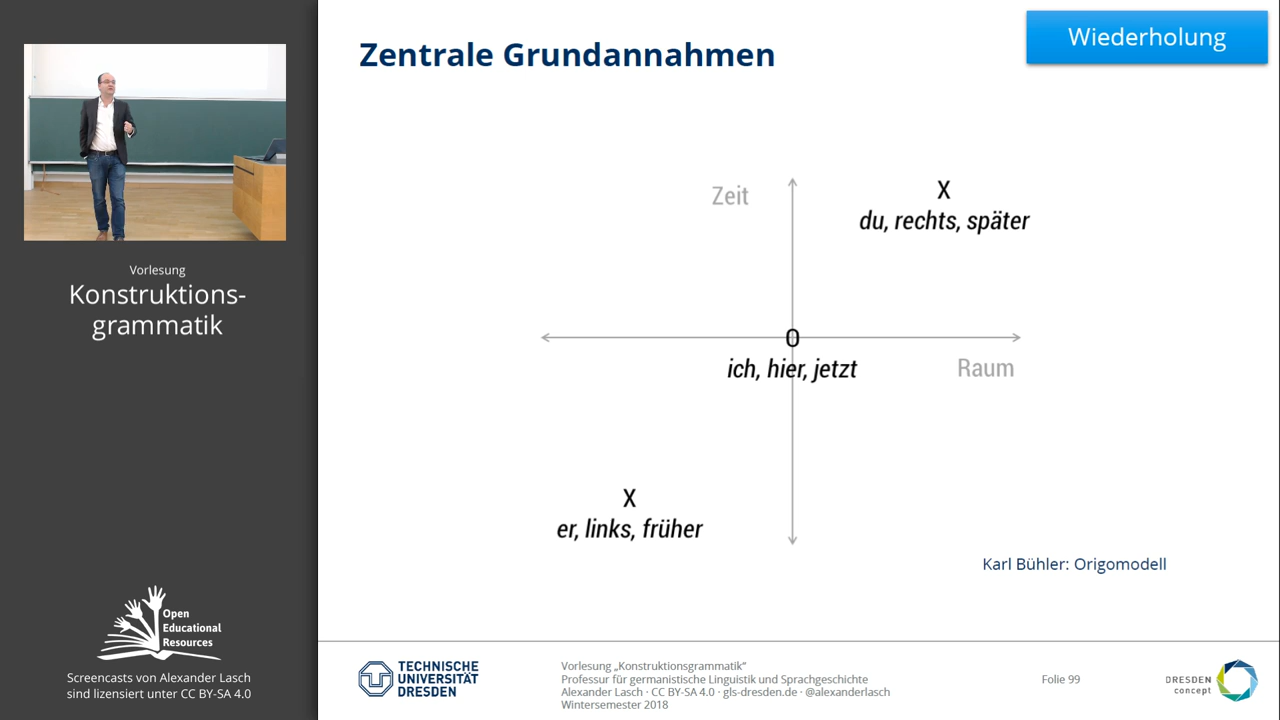 Zentrale Grundannahmen
Wiederholung
Vorlesung
Konstruktions-
grammatik
Zeit
X
du, rechts, später
0
ich, hier, jetzt
Raum
X
er, links, früher
Karl Bühler: Origomodell
Open
Educational
Resources
Screencasts von Alexander Lasch
sind lizensiert unter CC BY-SA 4.0
TECHNISCHE
UNIVERSITÄT
DRESDEN
Vorlesung „Konstruktionsgrammatik“
Professur für germanistische Linguistik und Sprachgeschichte
Alexander Lasch · CC BY-SA 4.0 · gls-dresden.de · @alexanderlasch
Wintersemester 2018
Folie 99
DRESDEN
concept